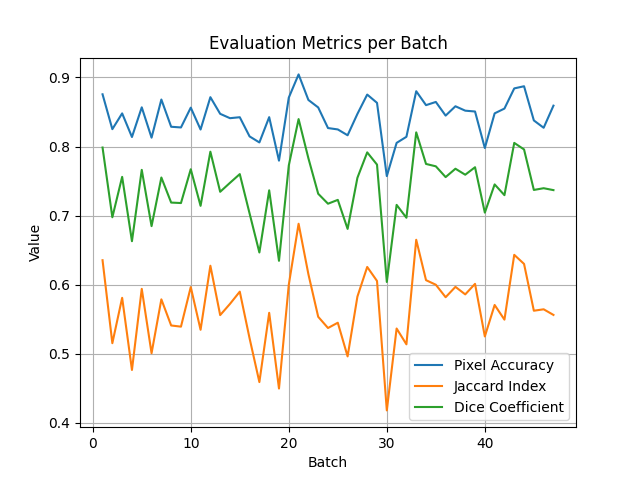 Evaluation Metrics per Batch
Value
0.9
0.8
0.7
0.6
0.5
0.4
0
10
20
30
40
Batch
Pixel Accuracy
Jaccard Index
Dice Coefficient